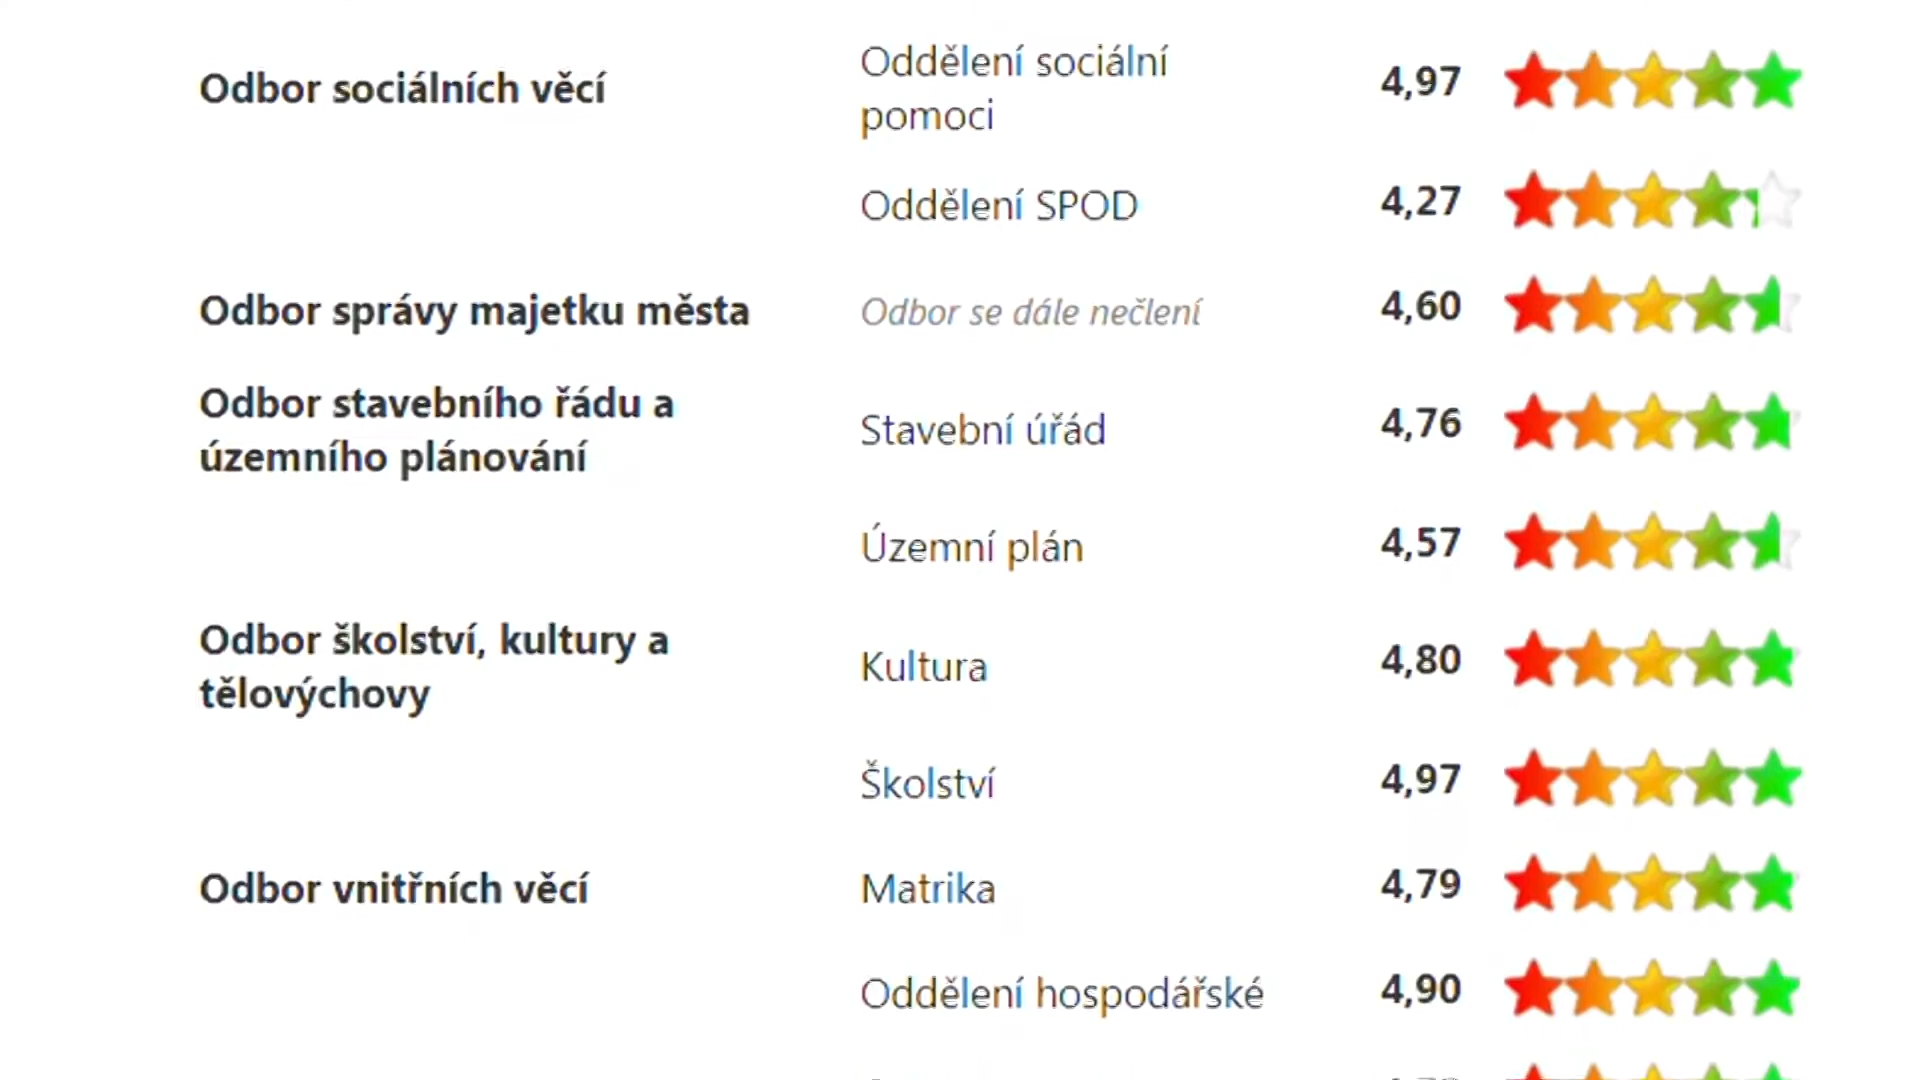 Odbor sociálních věcí
Oddělení sociální
pomoci
4,97
Oddělení SPOD
4,27
Odbor správy majetku města
Odbor se dále nečlení
4,60
Odbor stavebního řádu a
územního plánování
Stavební úřad
4,76
Územní plán
4,57
Odbor školství, kultury a
tělovýchovy
Kultura
4,80
Školství
4,97
Odbor vnitřních věcí
Matrika
4,79
Oddělení hospodářské
4,90